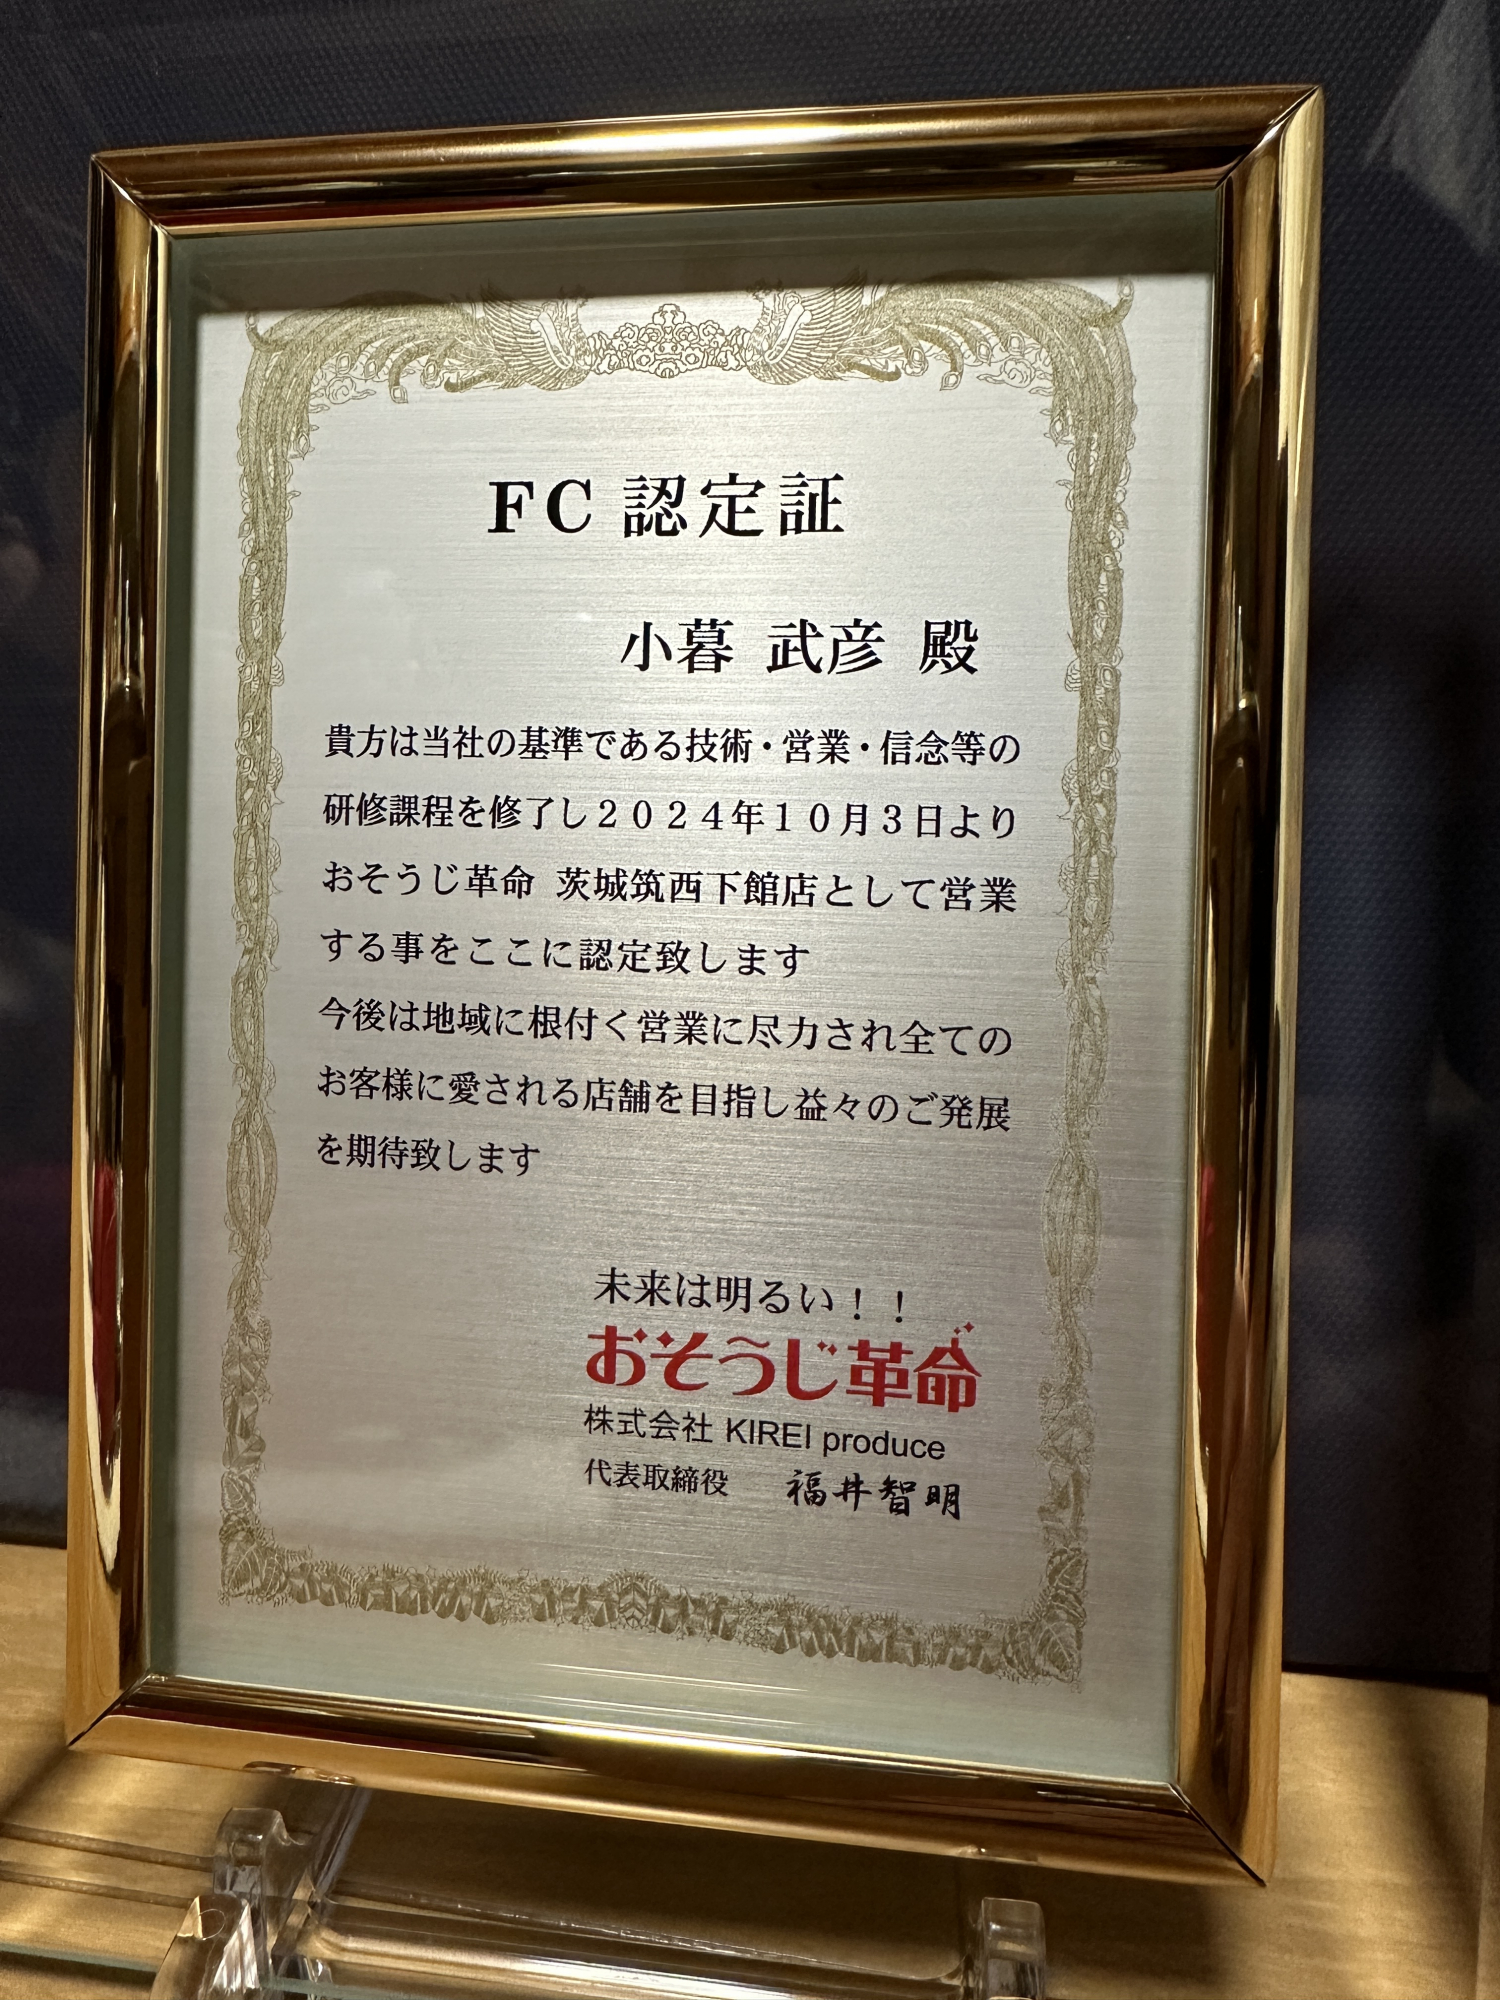 FC 認定証
小暮 武彦 殿
貴方は当社の基準である技術・営業・信念等の
研修課程を修了し２０２４年１０月３日より
おそうじ革命 茨城筑西下館店として営業
する事をここに認定致します
今後は地域に根付く営業に尽力され全ての
お客様に愛される店舗を目指し益々のご発展
を期待致します
未来は明るい！！
おそうじ革命
株式会社 KIREI produce
代表取締役 福井智明